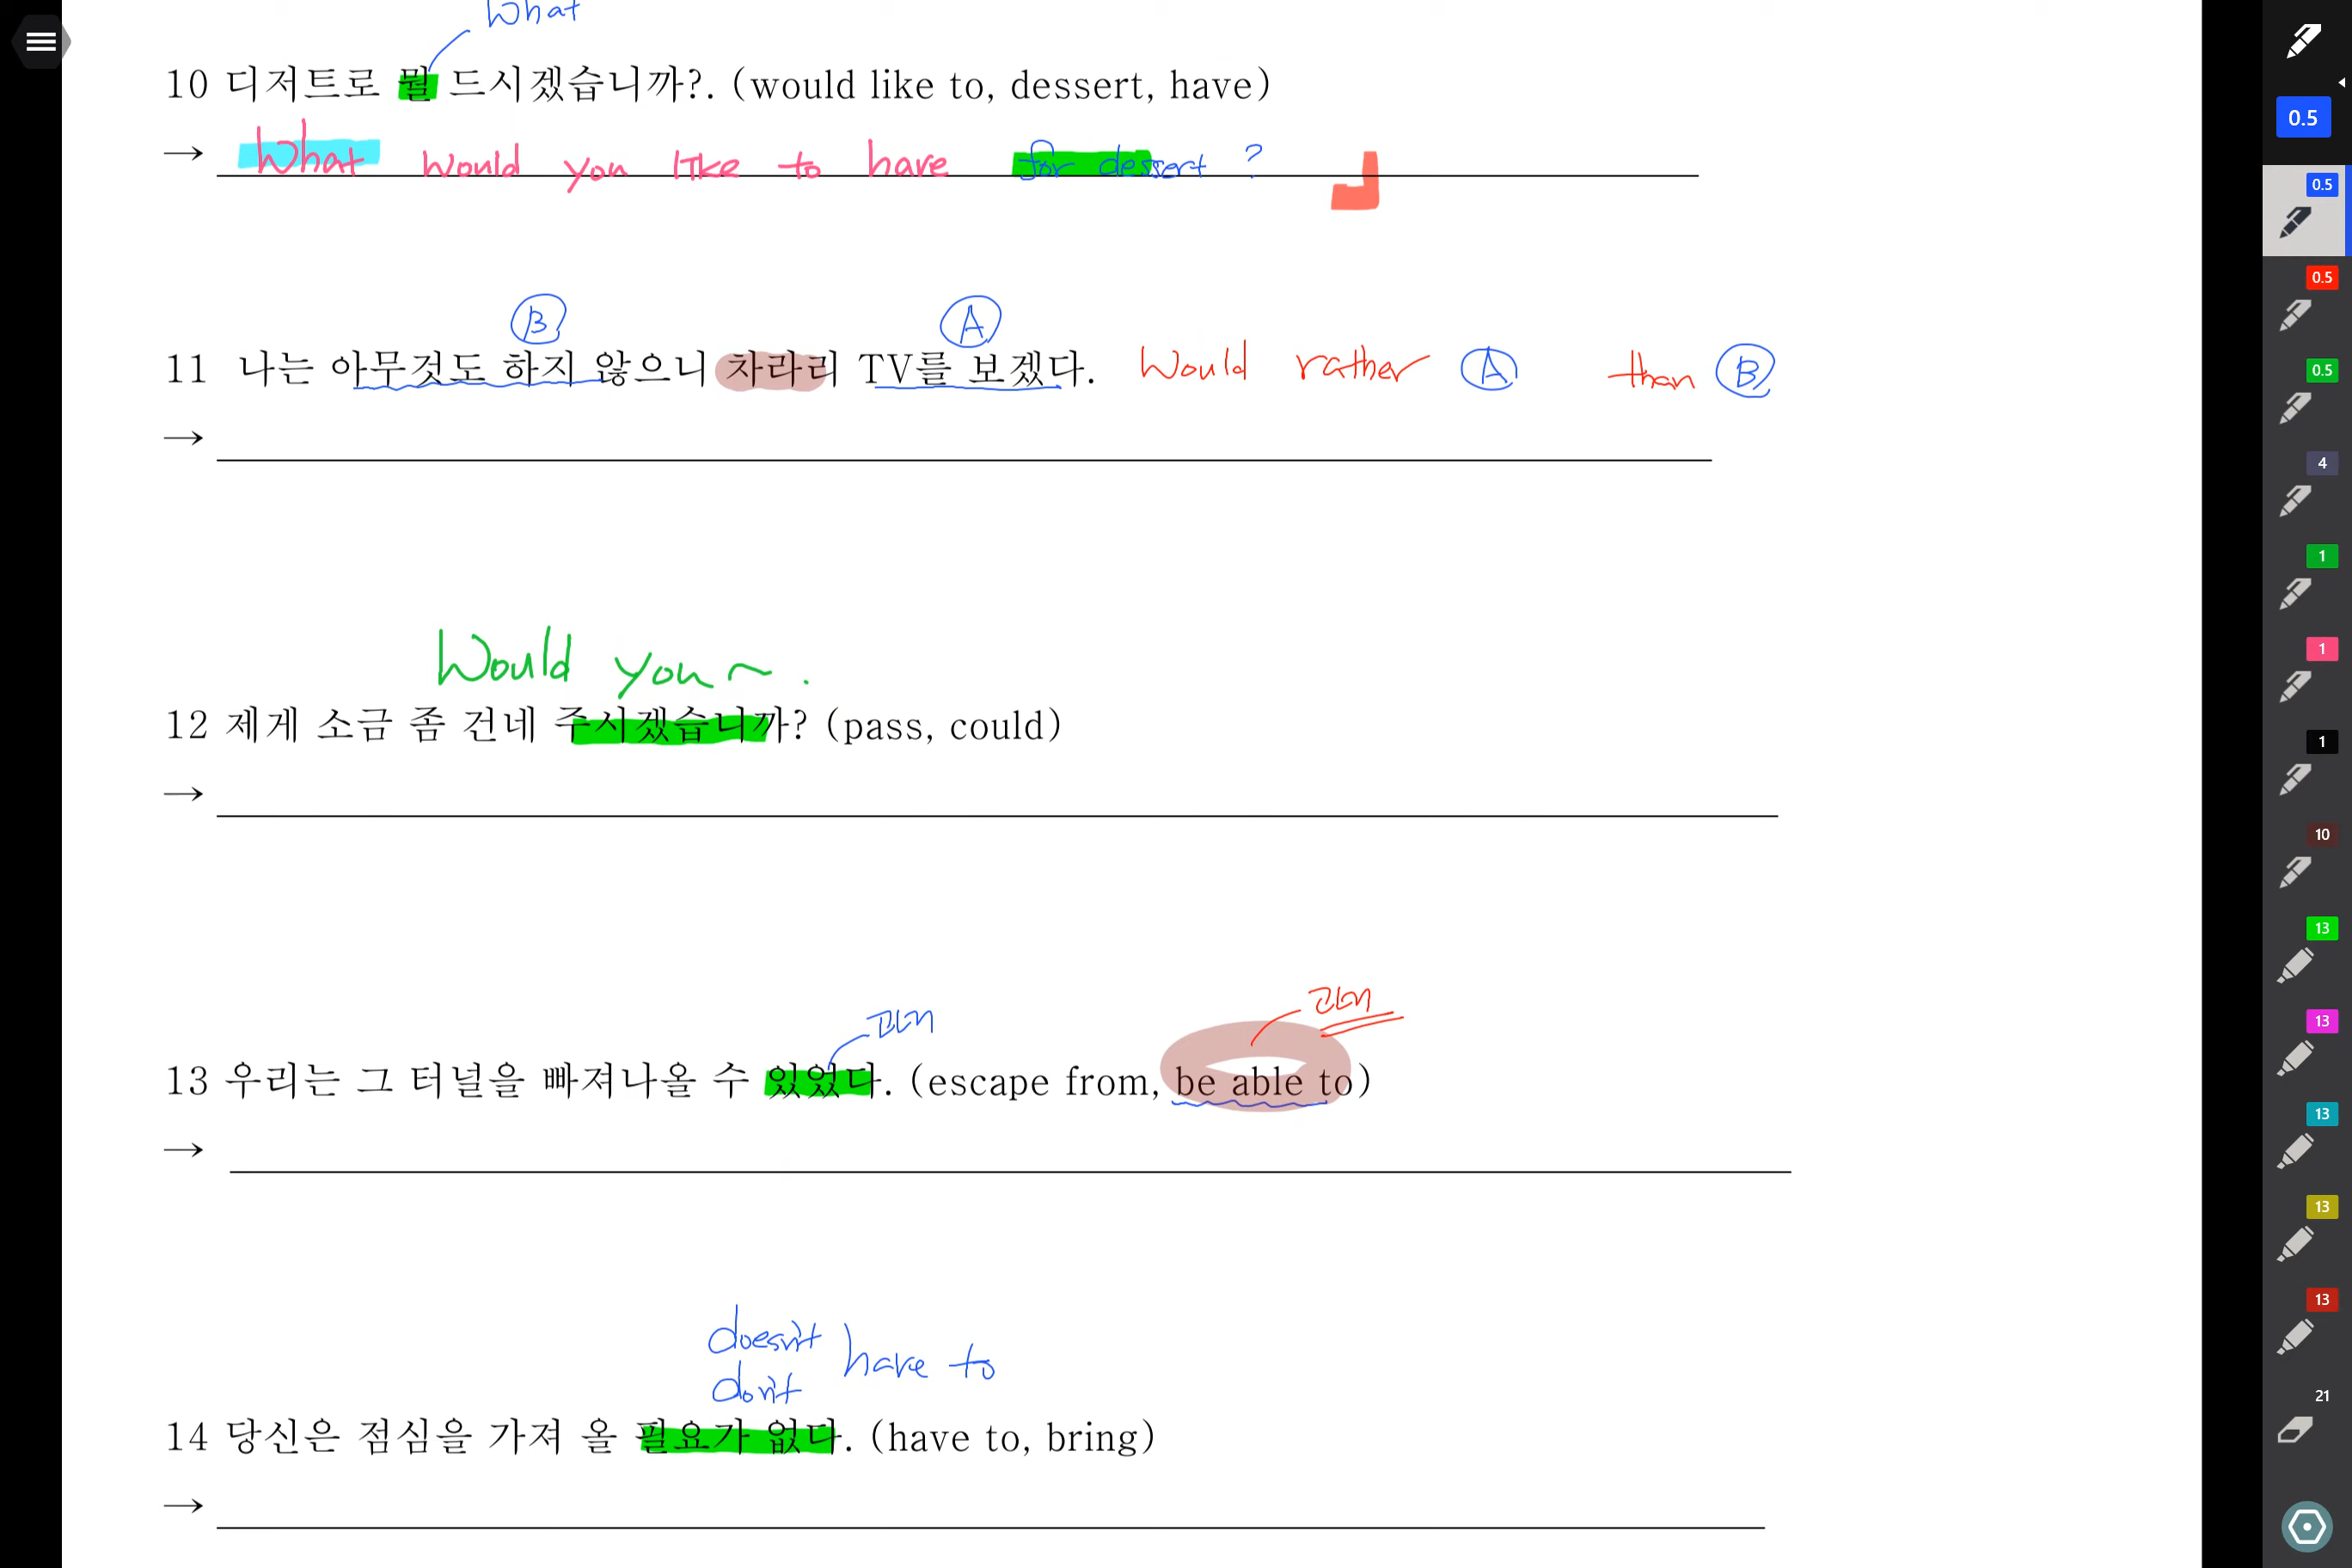 What
10 디저트로 뭘 드시겠습니까?. (would like to, dessert, have)
→ What would you like to have for dessert ?
B A
11 나는 아무것도 하지 않으니 차라리 TV를 보겠다. Would rather A than B
→
Would you ~ .
12 제게 소금 좀 건네 주시겠습니까? (pass, could)
→
과거 과거
13 우리는 그 터널을 빠져나올 수 있었다. (escape from, be able to)
→
doesn't have to
don't
14 당신은 점심을 가져 올 필요가 없다. (have to, bring)
→
0.5
0.5
0.5
0.5
4
1
1
1
10
13
13
13
13
13
21